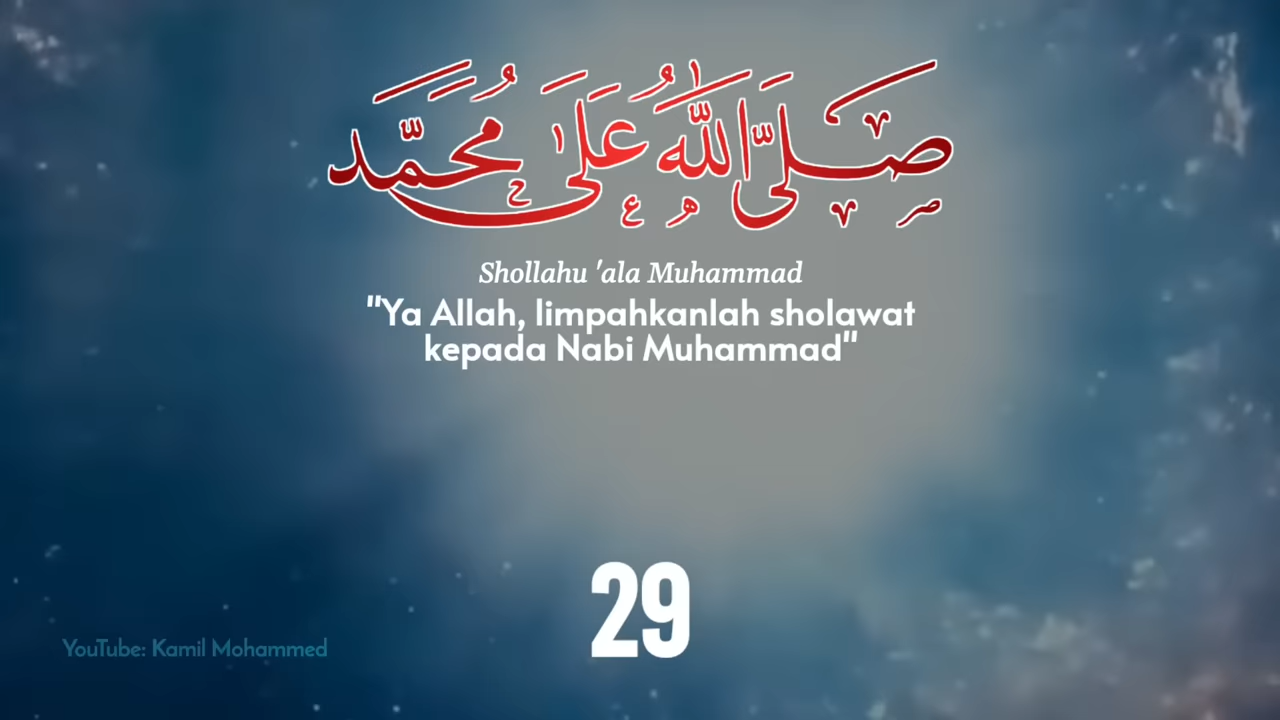 صَلَّى اللّٰهُ عَلَىٰ مُحَمَّدٍ
Shollahu 'ala Muhammad
"Ya Allah, limpahkanlah sholawat
kepada Nabi Muhammad"
29
YouTube: Kamil Mohammed